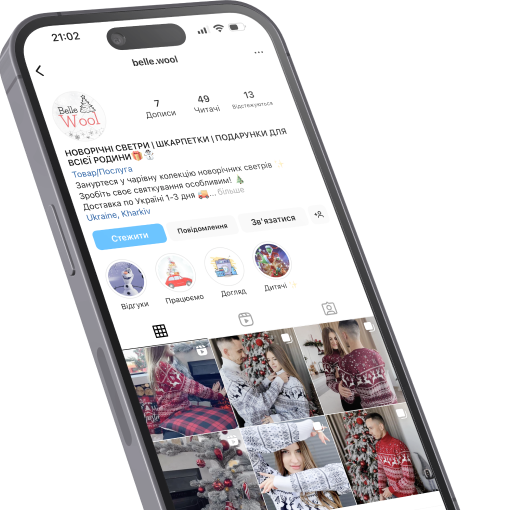 21:02
belle.wool
Belle
Wool
7
Дописи
49
Читачі
13
Відстежуються
НОВОРІЧНІ СВЕТРИ | ШКАРПЕТКИ | ПОДАРУНКИ ДЛЯ
ВСІЄЇ РОДИНИ🎁☃️
Товар/Послуга
Зануртеся у чарівну колекцію новорічних светрів ✨
Зробіть своє святкування особливим! 🎄
Доставка по Україні 1-3 дня 🚚... більше
Ukraine, Kharkiv
Стежити
Повідомлення
Зв'язатися
Відгуки
Працюємо
Догляд
Дитячі ✨